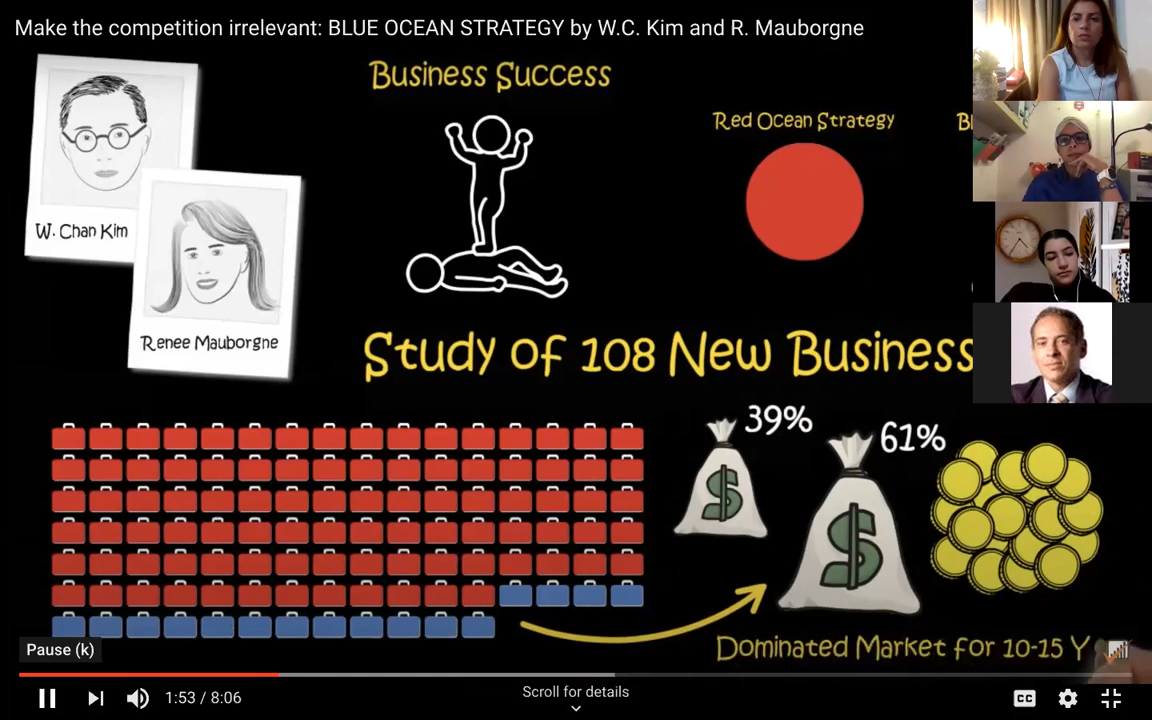 Make the competition irrelevant: BLUE OCEAN STRATEGY by W.C. Kim and R. Mauborgne
Business Success
Red Ocean Strategy
Bl
W. Chan Kim
Renee Mauborgne
Study of 108 New Business
39%
61%
$
$
Dominated Market for 10-15 Y
Pause (k)
1:53 / 8:06
Scroll for details
CC